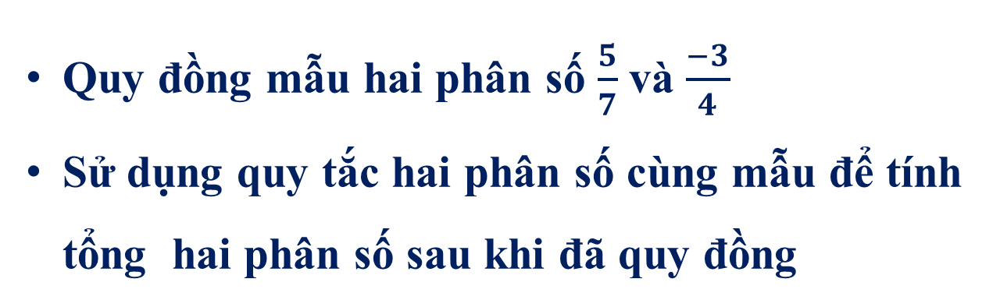 • Quy đồng mẫu hai phân số 5/7 và −3/4
• Sử dụng quy tắc hai phân số cùng mẫu để tính
tổng hai phân số sau khi đã quy đồng